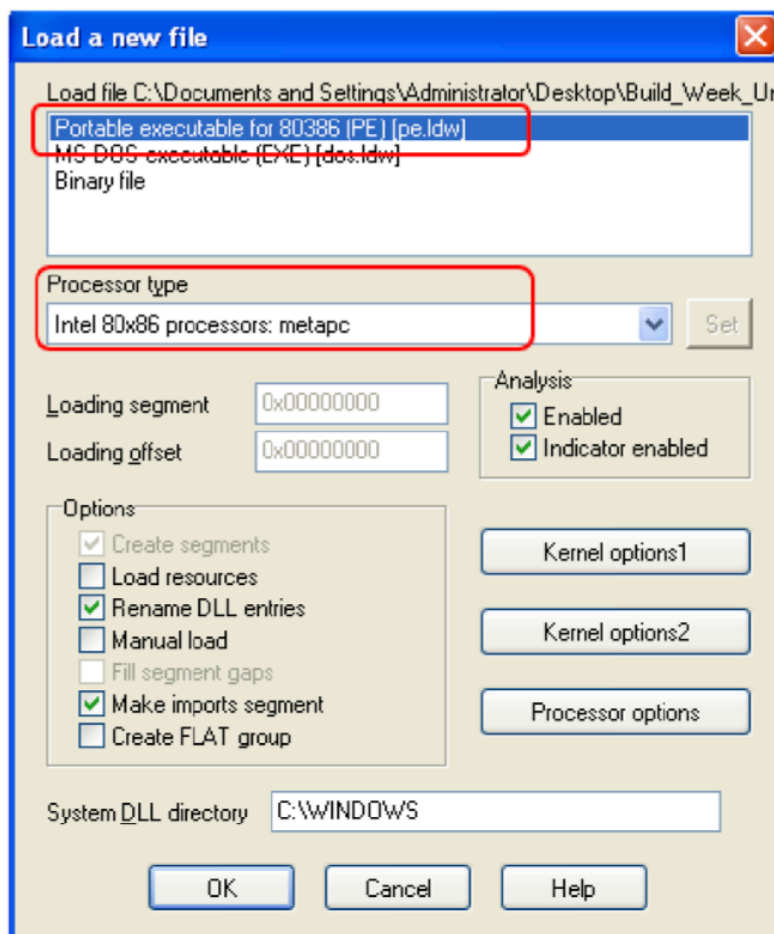 Load a new file
Load file C:\Documents and Settings\Administrator\Desktop\Build_Week_
Portable executable for 80386 (PE) [pe.ldw]
MS-DOS executable (EXE) [dos.ldw]
Binary file
Processor type
Intel 80x86 processors: metapc
Set
Loading segment
0x00000000
Loading offset
0x00000000
Analysis
Enabled
Indicator enabled
Options
Create segments
Load resources
Rename DLL entries
Manual load
Fill segment gaps
Make imports segment
Create FLAT group
Kernel options1
Kernel options2
Processor options
System DLL directory
C:\WINDOWS
OK
Cancel
Help